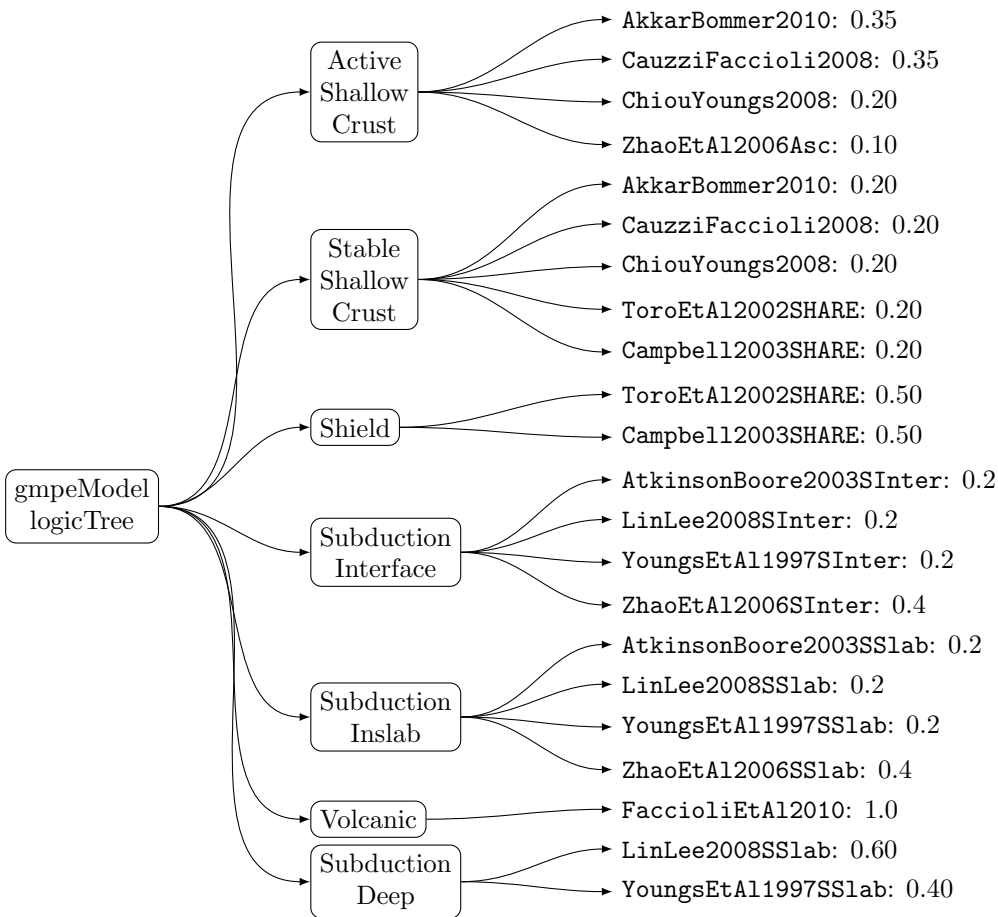 gmpeModel
logicTree
Active
Shallow
Crust
AkkarBommer2010: 0.35
CauzziFaccioli2008: 0.35
ChiouYoungs2008: 0.20
ZhaoEtAl2006Asc: 0.10
Stable
Shallow
Crust
AkkarBommer2010: 0.20
CauzziFaccioli2008: 0.20
ChiouYoungs2008: 0.20
ToroEtAl2002SHARE: 0.20
Campbell2003SHARE: 0.20
Shield
ToroEtAl2002SHARE: 0.50
Campbell2003SHARE: 0.50
Subduction
Interface
AtkinsonBoore2003SInter: 0.2
LinLee2008SInter: 0.2
YoungsEtAl1997SInter: 0.2
ZhaoEtAl2006SInter: 0.4
Subduction
Inslab
AtkinsonBoore2003SSlab: 0.2
LinLee2008SSlab: 0.2
YoungsEtAl1997SSlab: 0.2
ZhaoEtAl2006SSlab: 0.4
Volcanic
FaccioliEtAl2010: 1.0
Subduction
Deep
LinLee2008SSlab: 0.60
YoungsEtAl1997SSlab: 0.40